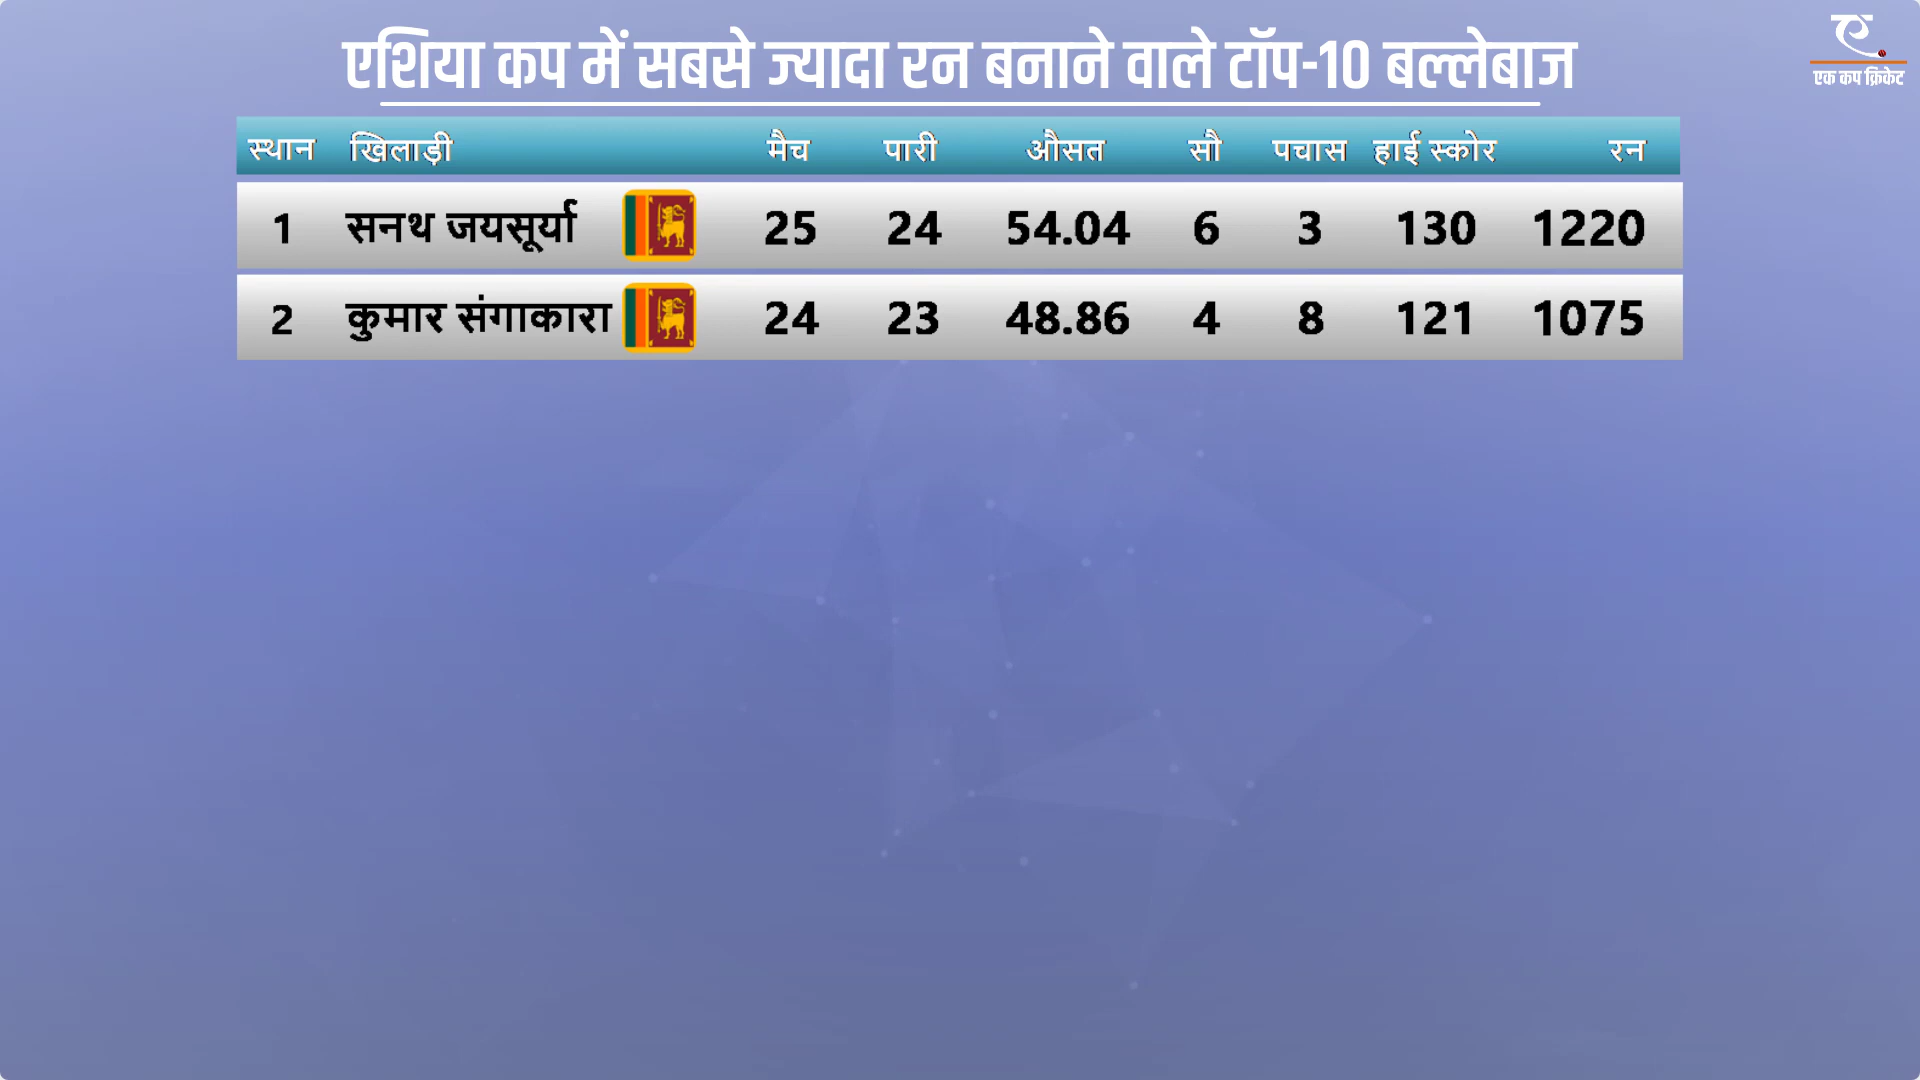 एशिया कप में सबसे ज्यादा रन बनाने वाले टॉप-10 बल्लेबाज
एक कप क्रिकेट
स्थान खिलाड़ी मैच पारी औसत सौ पचास हाई स्कोर रन
1 सनथ जयसूर्या 25 24 54.04 6 3 130 1220
2 कुमार संगाकारा 24 23 48.86 4 8 121 1075